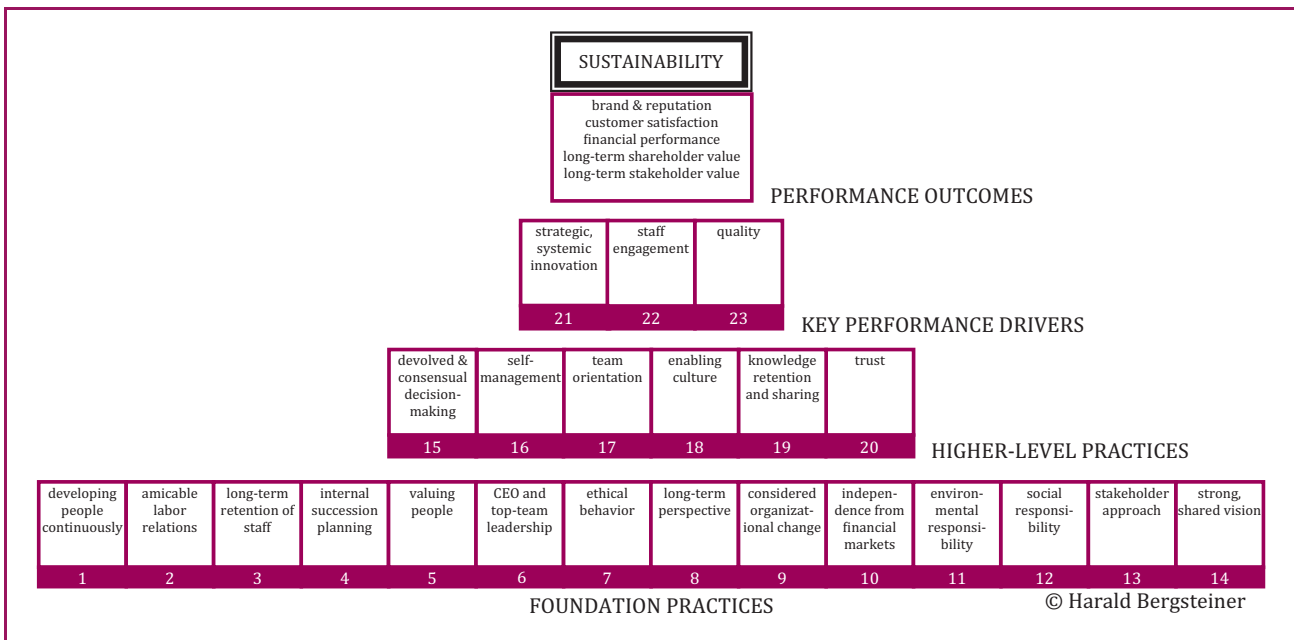 SUSTAINABILITY
brand & reputation
customer satisfaction
financial performance
long-term shareholder value
long-term stakeholder value
PERFORMANCE OUTCOMES
strategic,
systemic
innovation
staff
engagement
quality
21
22
23
KEY PERFORMANCE DRIVERS
devolved &
consensual
decision-
making
self-
management
team
orientation
enabling
culture
knowledge
retention
and sharing
trust
15
16
17
18
19
20
HIGHER-LEVEL PRACTICES
developing
people
continuously
amicable
labor
relations
long-term
retention of
staff
internal
succession
planning
valuing
people
CEO and
top-team
leadership
ethical
behavior
long-term
perspective
considered
organizat-
ional change
indepen-
dence from
financial
markets
environ-
mental
responsi-
bility
social
responsi-
bility
stakeholder
approach
strong,
shared vision
1
2
3
4
5
6
7
8
9
10
11
12
13
14
FOUNDATION PRACTICES
© Harald Bergsteiner